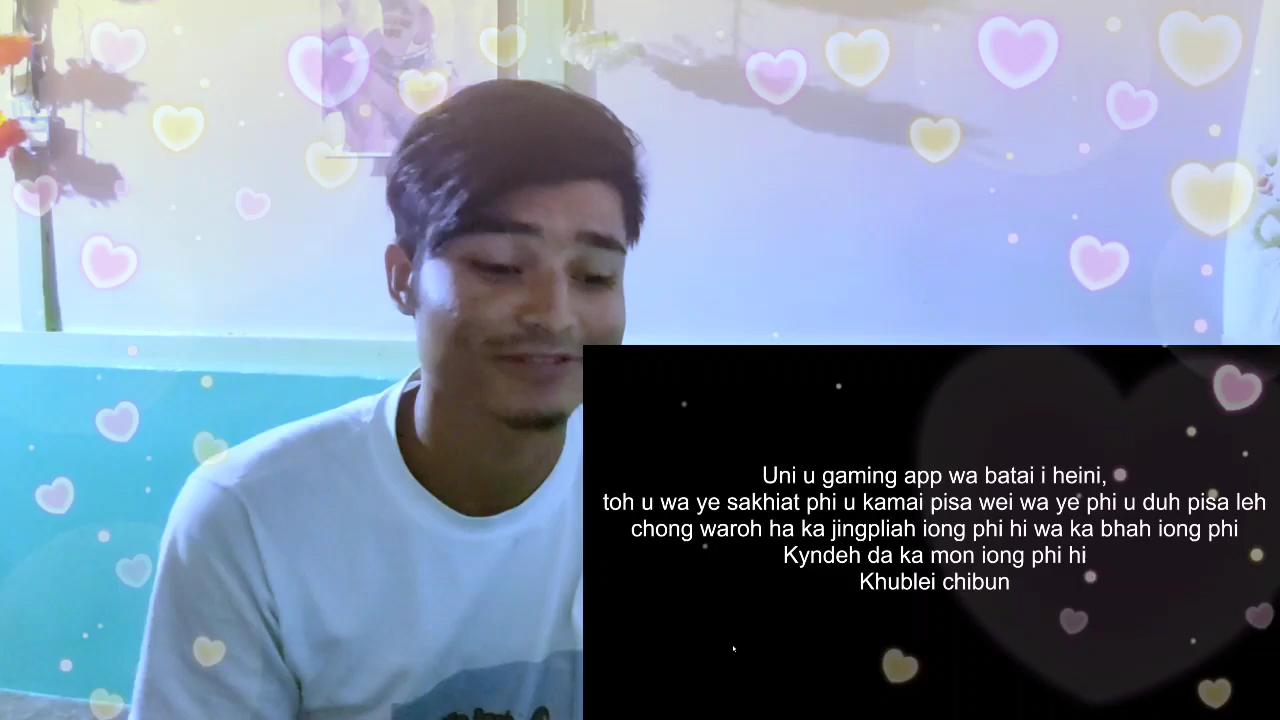 Uni u gaming app wa batai i heini,
toh u wa ye sakhiat phi u kamai pisa wei wa ye phi u duh pisa leh
chong waroh ha ka jingpliah iong phi hi wa ka bhah iong phi
Kyndeh da ka mon iong phi hi
Khublei chibun